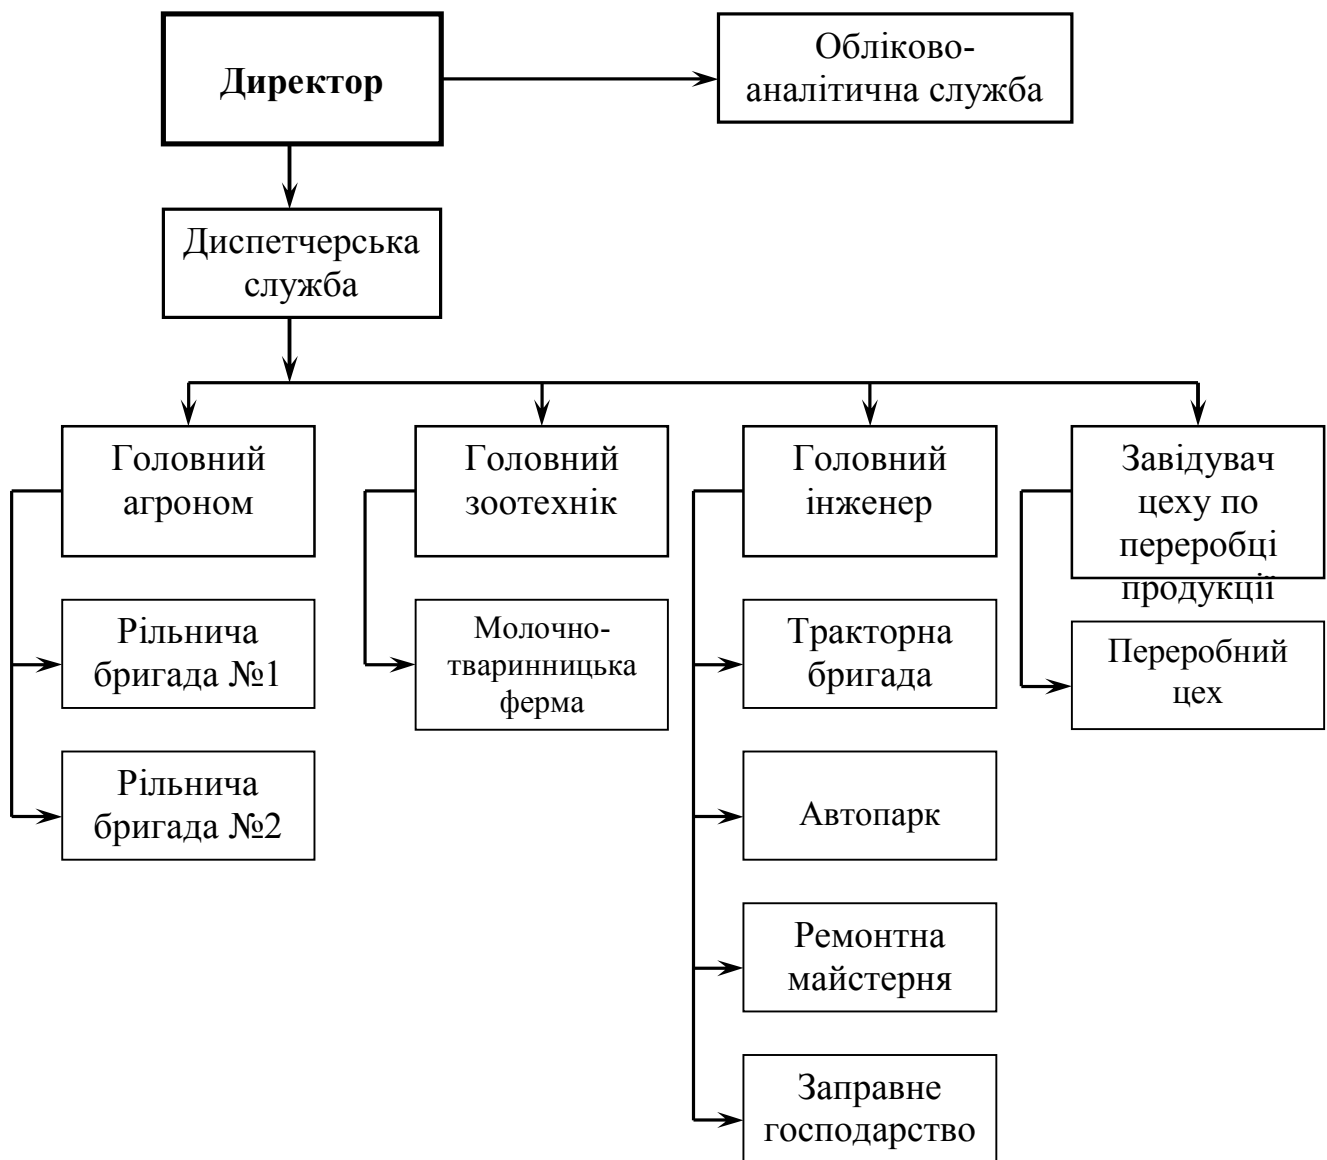 Директор
Обліково-
аналітична служба
Диспетчерська
служба
Головний
агроном
Головний
зоотехнік
Головний
інженер
Завідувач
цеху по
переробці
продукції
Рільнича
бригада №1
Молочно-
тваринницька
ферма
Тракторна
бригада
Переробний
цех
Рільнича
бригада №2
Автопарк
Ремонтна
майстерня
Заправне
господарство